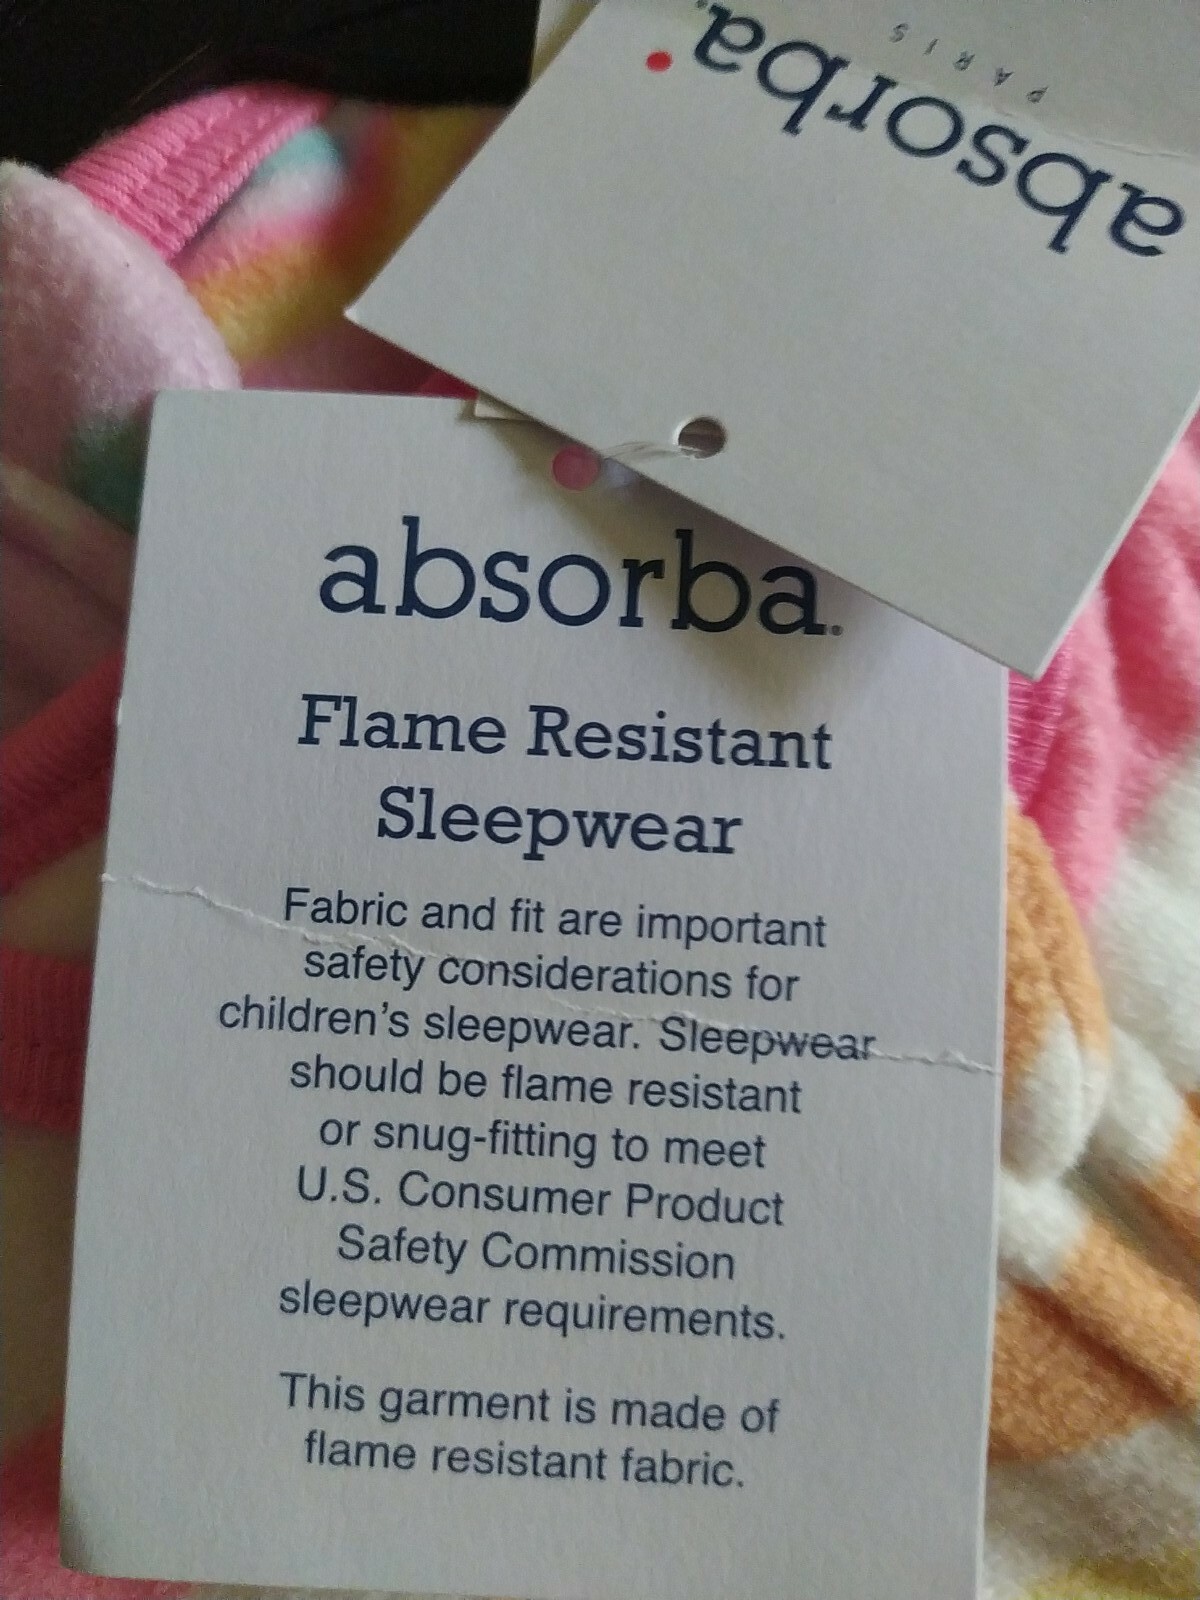 absorba.
PARIS
absorba®
Flame Resistant
Sleepwear
Fabric and fit are important
safety considerations for
children's sleepwear. Sleepwear
should be flame resistant
or snug-fitting to meet
U.S. Consumer Product
Safety Commission
sleepwear requirements.
This garment is made of
flame resistant fabric.